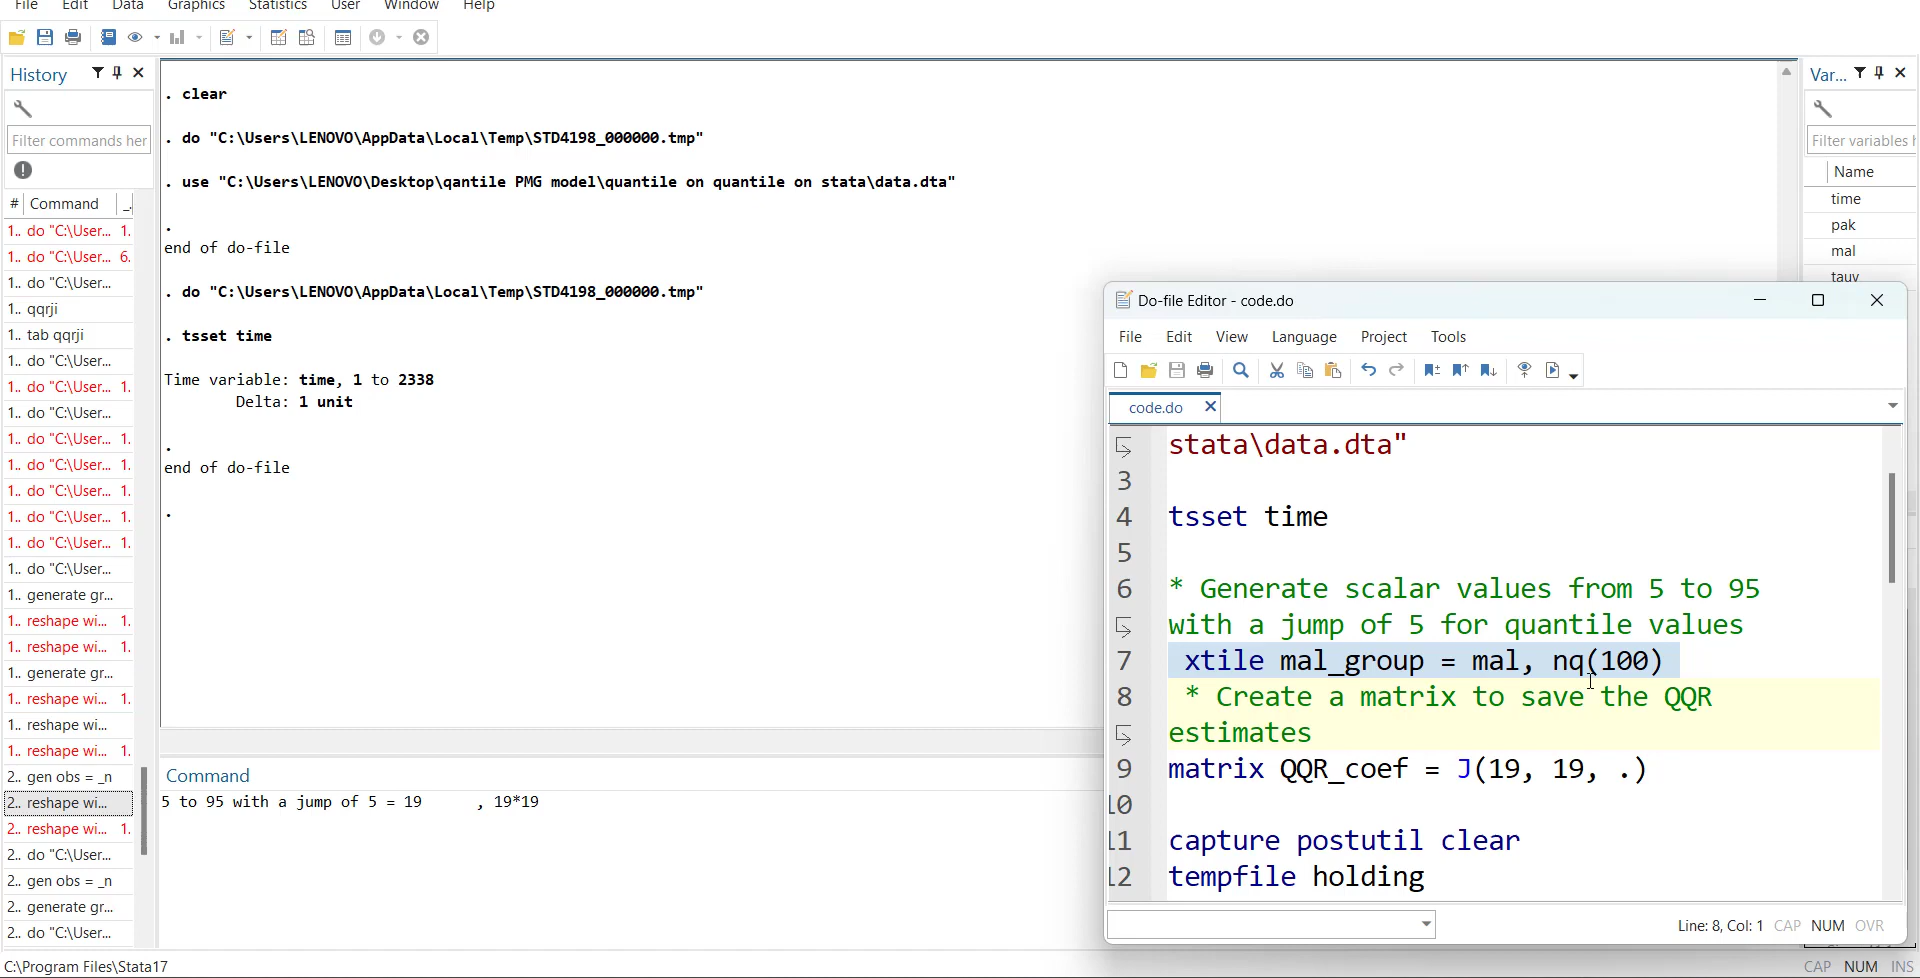 File Edit Data Graphics Statistics User Window Help
History
Filter commands her
# Command _.
1.. do "C:\User... 1.
1.. do "C:\User... 6.
1.. do "C:\User...
1.. qqrji
1.. tab qqrji
1.. do "C:\User...
1.. do "C:\User... 1.
1.. do "C:\User...
1.. do "C:\User... 1.
1.. do "C:\User... 1.
1.. do "C:\User... 1.
1.. do "C:\User... 1.
1.. do "C:\User... 1.
1.. do "C:\User...
1.. generate gr...
1.. reshape wi... 1.
1.. reshape wi... 1.
1.. generate gr...
1.. reshape wi... 1.
1.. reshape wi...
1.. reshape wi... 1.
2.. gen obs = _n
2.. reshape wi...
2.. reshape wi... 1.
2.. do "C:\User...
2.. gen obs = _n
2.. generate gr...
2.. do "C:\User...
. clear
. do "C:\Users\LENOVO\AppData\Local\Temp\STD4198_000000.tmp"
. use "C:\Users\LENOVO\Desktop\qantile PMG model\quantile on quantile on stata\data.dta"
.
end of do-file
. do "C:\Users\LENOVO\AppData\Local\Temp\STD4198_000000.tmp"
. tsset time
Time variable: time, 1 to 2338
Delta: 1 unit
.
end of do-file
.
Command
5 to 95 with a jump of 5 = 19 , 19*19
Var...
Filter variables h
Name
time
pak
mal
tauv
Do-file Editor - code.do
File Edit View Language Project Tools
code.do
stata\data.dta"
3
4 tsset time
5
6 * Generate scalar values from 5 to 95
with a jump of 5 for quantile values
7 xtile mal_group = mal, nq(100)
8 * Create a matrix to save the QQR
estimates
9 matrix QQR_coef = J(19, 19, .)
10
11 capture postutil clear
12 tempfile holding
Line: 8, Col: 1 CAP NUM OVR
C:\Program Files\Stata17
CAP NUM INS